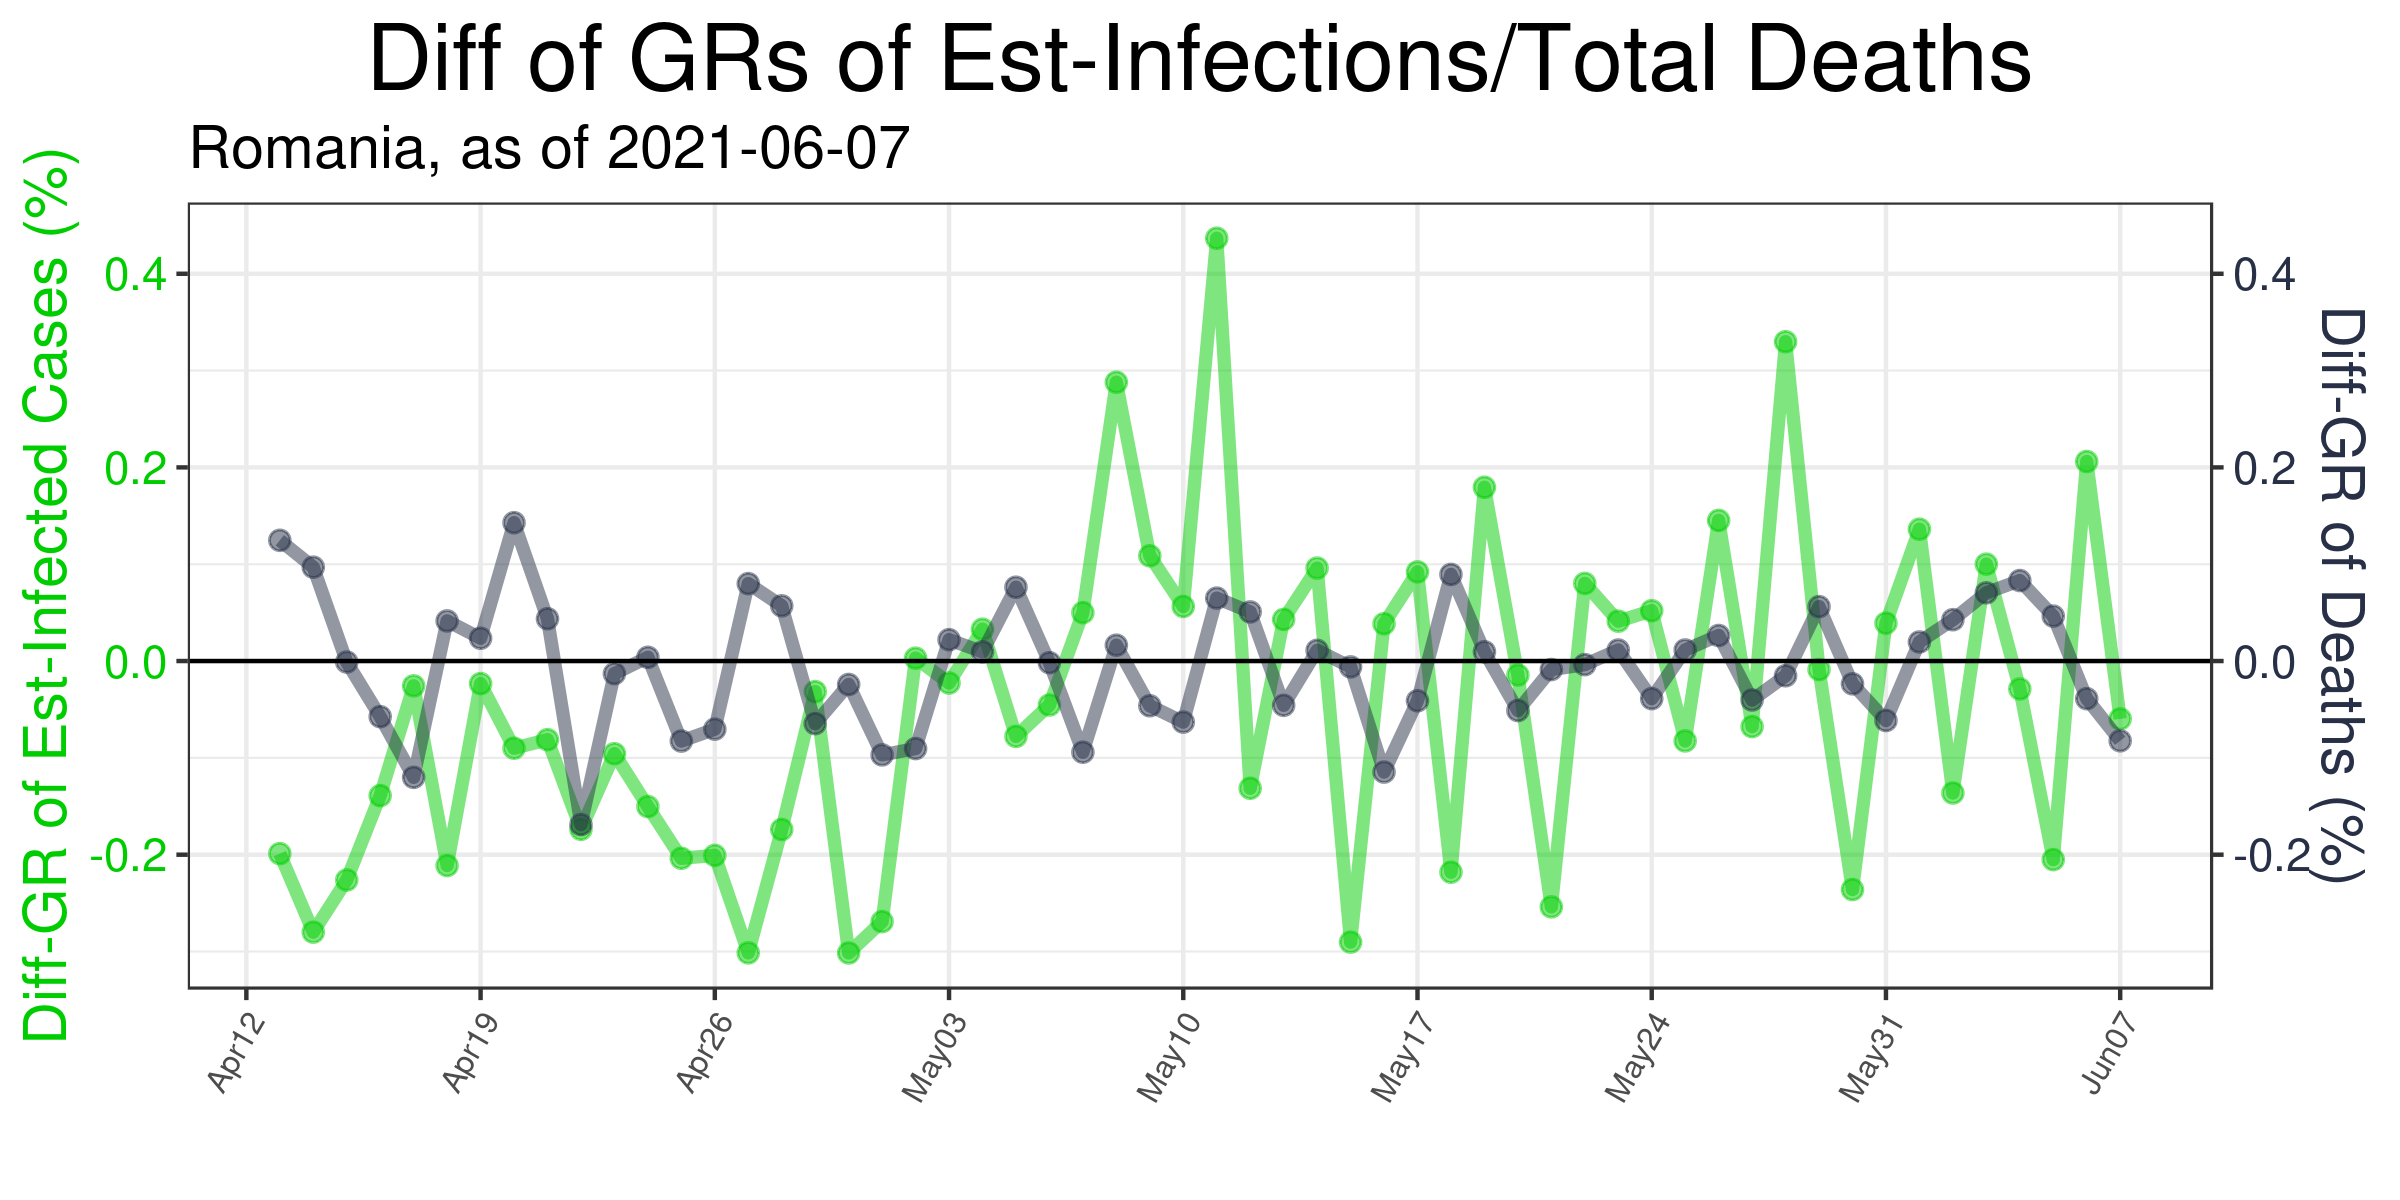 Diff of GRs of Est-Infections/Total Deaths
Romania, as of 2021-06-07
Diff-GR of Est-Infected Cases (%)
0.4
0.2
0.0
-0.2
0.4
0.2
0.0
-0.2
Diff-GR of Deaths (%)
Apr12
Apr19
Apr26
May03
May10
May17
May24
May31
Jun07